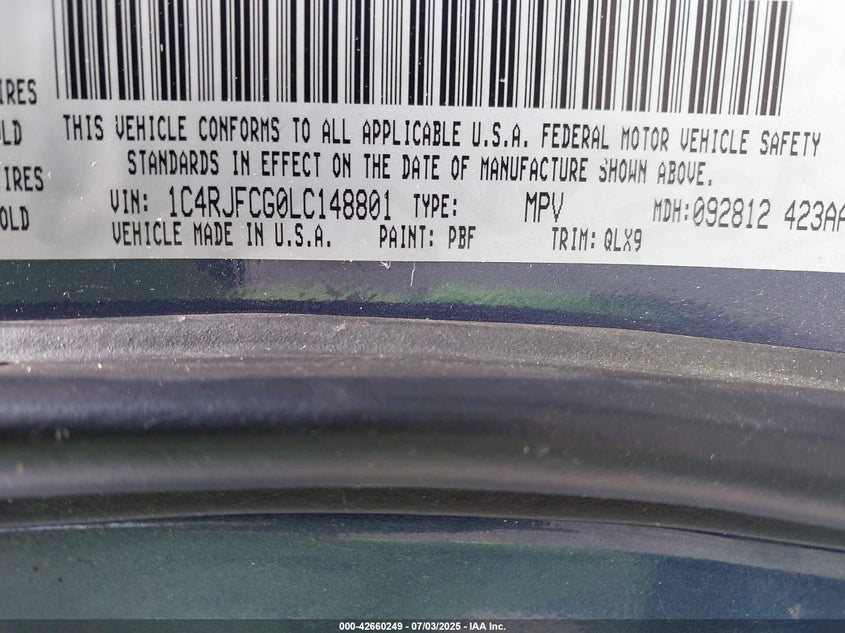 IRES
OLD
THIS VEHICLE CONFORMS TO ALL APPLICABLE U.S.A. FEDERAL MOTOR VEHICLE SAFETY
IRES
STANDARDS IN EFFECT ON THE DATE OF MANUFACTURE SHOWN ABOVE.
OLD
VIN: 1C4RJFCG0LC148801 TYPE: MPV MDH:092812 423AA
VEHICLE MADE IN U.S.A. PAINT: PBF TRIM: QLX9
000-42660249 - 07/03/2025 - IAA Inc.